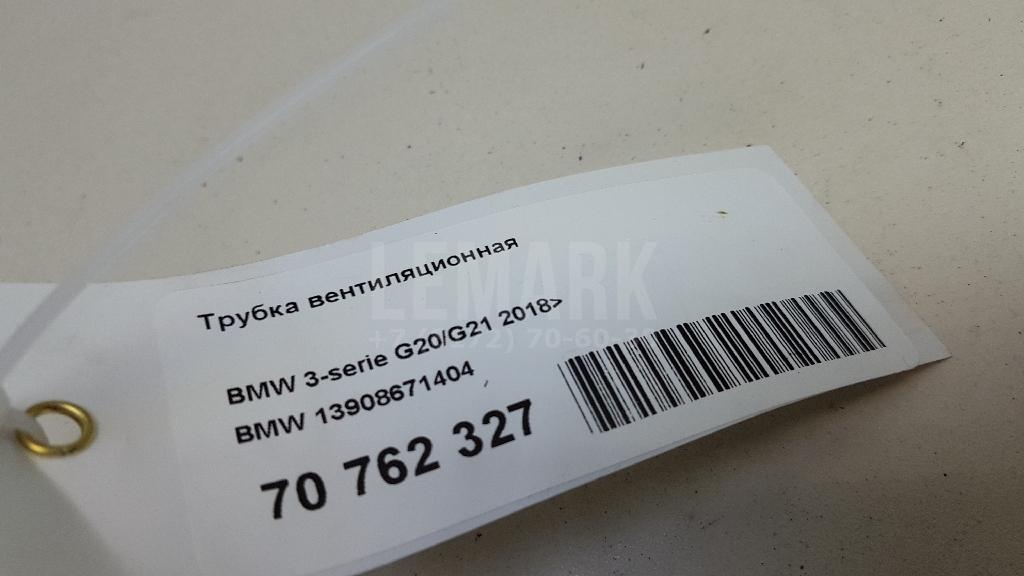 Трубка вентиляционная
BMW 3-serie G20/G21 2018>
BMW 13908671404
70 762 327
LEMARK